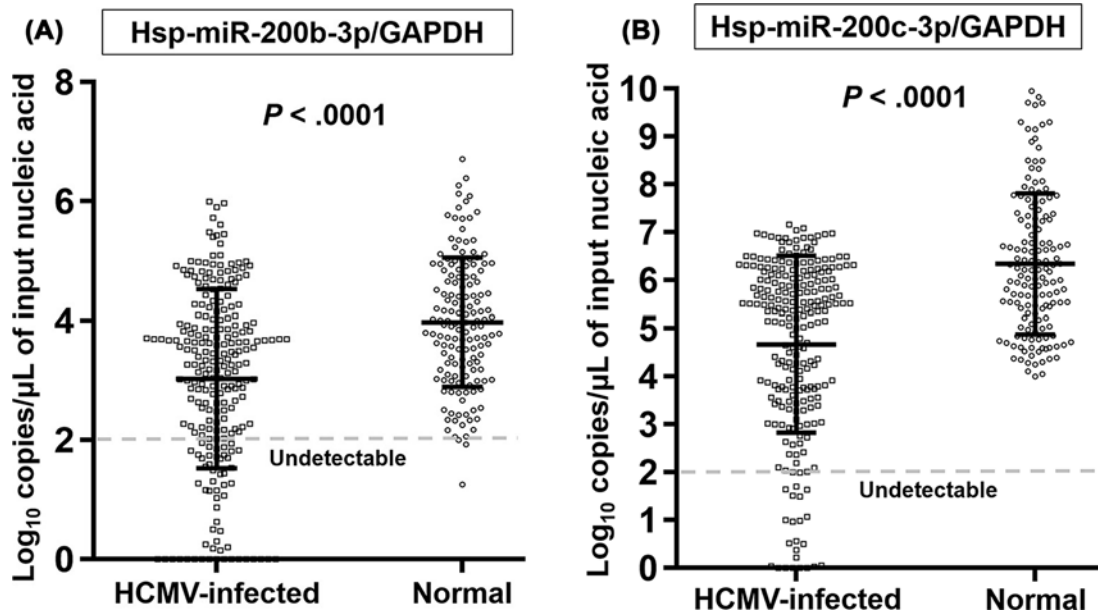 (A)
Hsp-miR-200b-3p/GAPDH
Log10 copies/µL of input nucleic acid
8
6
4
2
0
P < .0001
Undetectable
HCMV-infected
Normal
(B)
Hsp-miR-200c-3p/GAPDH
Log10 copies/µL of input nucleic acid
10
9
8
7
6
5
4
3
2
1
0
P < .0001
Undetectable
HCMV-infected
Normal